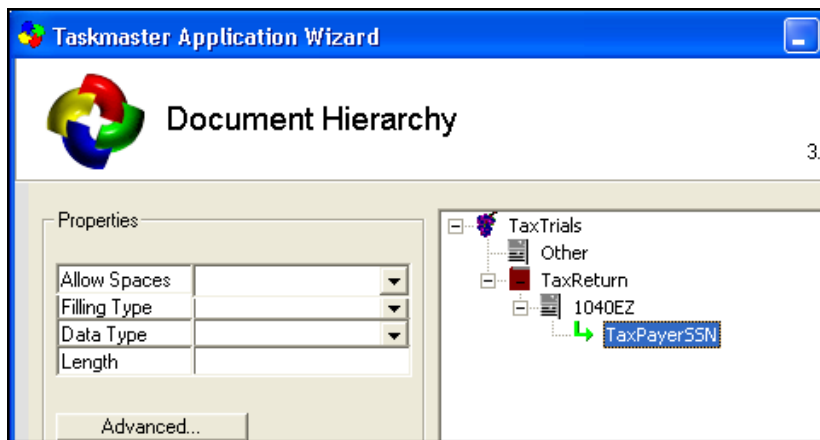 Taskmaster Application Wizard
Document Hierarchy
3.
Properties
Allow Spaces
Filling Type
Data Type
Length
Advanced...
TaxTrials
Other
TaxReturn
1040EZ
TaxPayerSSN